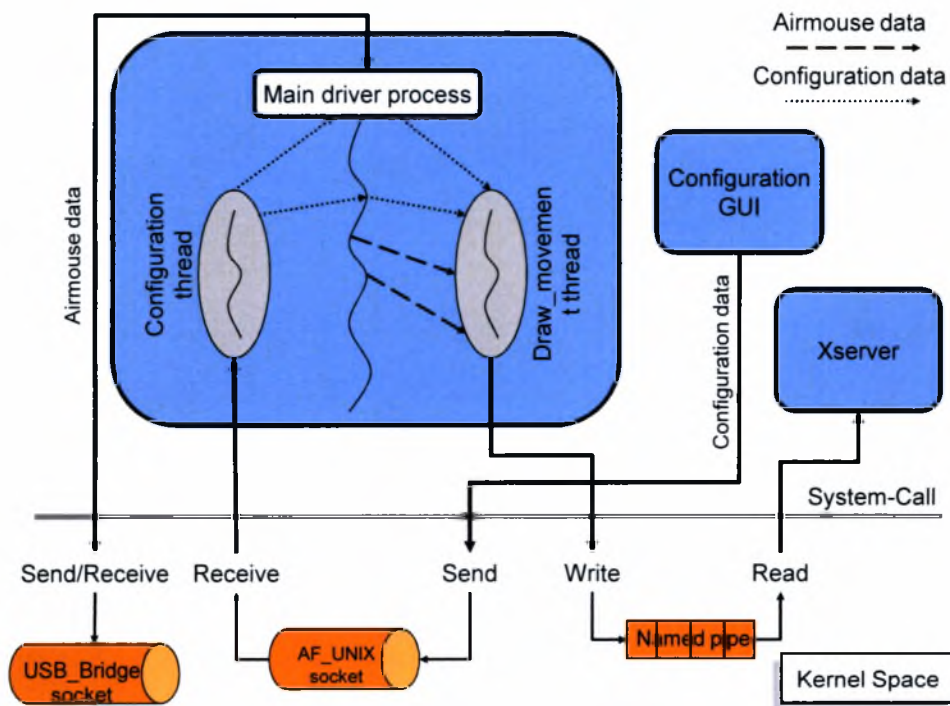 Airmouse data
Configuration data
Main driver process
Configuration
GUI
Airmouse data
Configuration
thread
Draw_movemen
t thread
Configuration data
Xserver
System-Call
Send/Receive
Receive
Send
Write
Read
USB_Bridge
socket
AF_UNIX
socket
Named pipe
Kernel Space